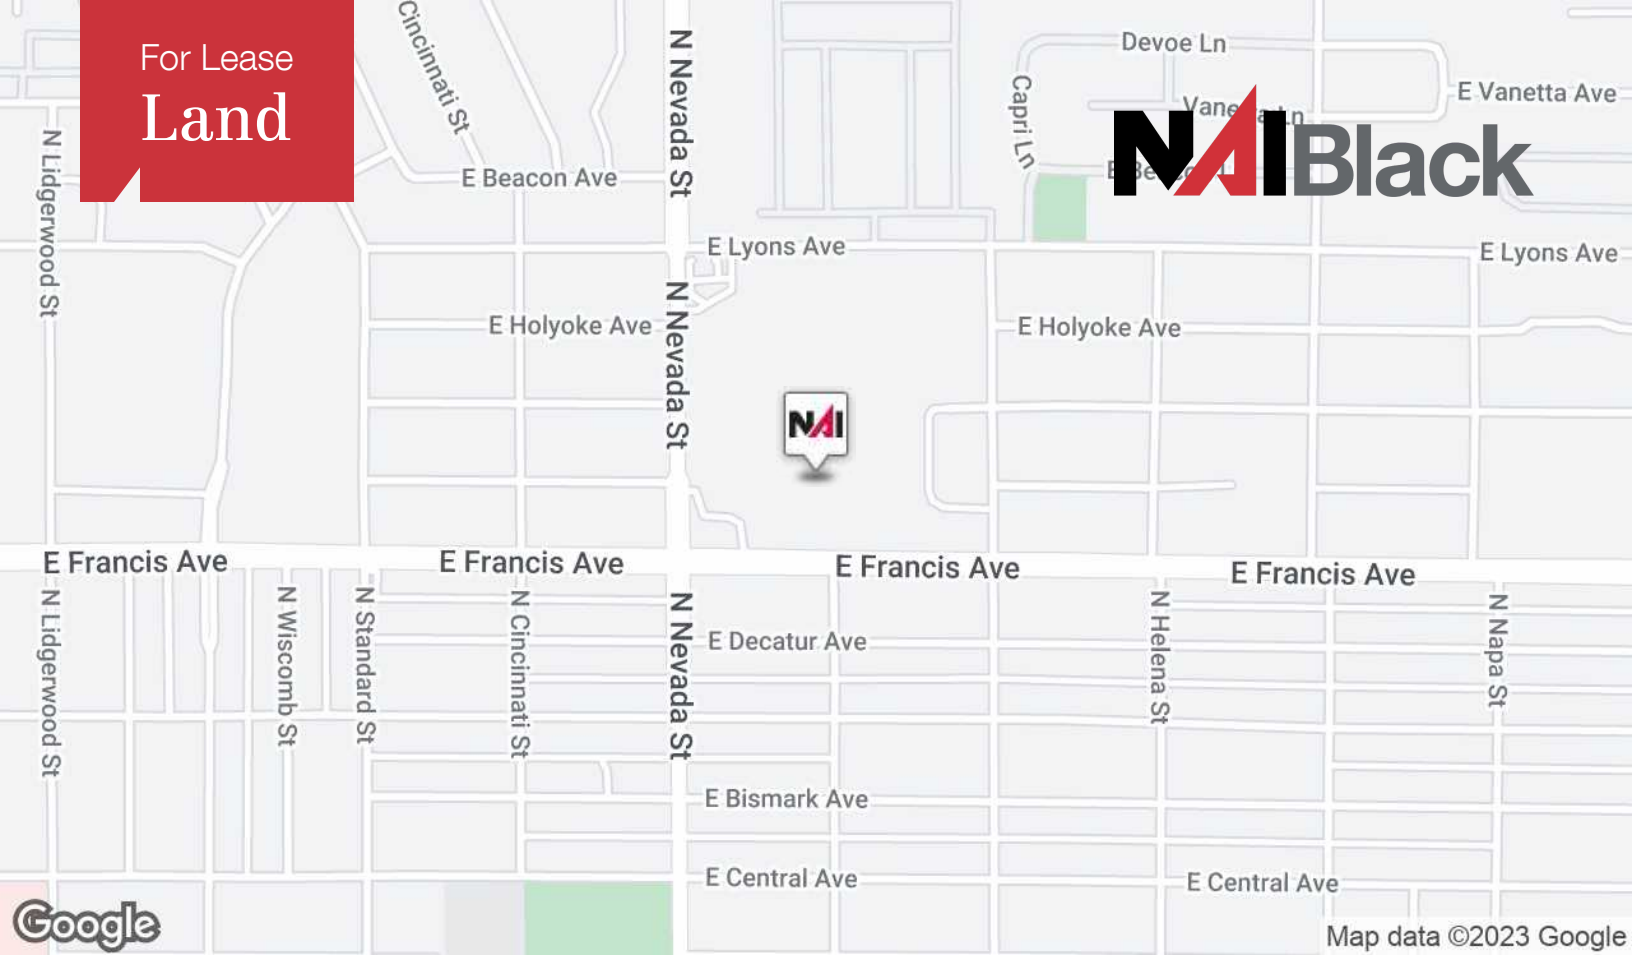 For Lease
Land
Cincinnati St
N Nevada St
Devoe Ln
E Vanetta Ave
Capri Ln
NAIBlack
N Lidgerwood St
E Beacon Ave
E Lyons Ave
E Lyons Ave
N Nevada St
E Holyoke Ave
E Holyoke Ave
NAI
E Francis Ave
E Francis Ave
E Francis Ave
E Francis Ave
N Lidgerwood St
N Wiscomb St
N Standard St
N Cincinnati St
N Nevada St
E Decatur Ave
N Helena St
N Napa St
E Bismark Ave
E Central Ave
E Central Ave
Google
Map data ©2023 Google